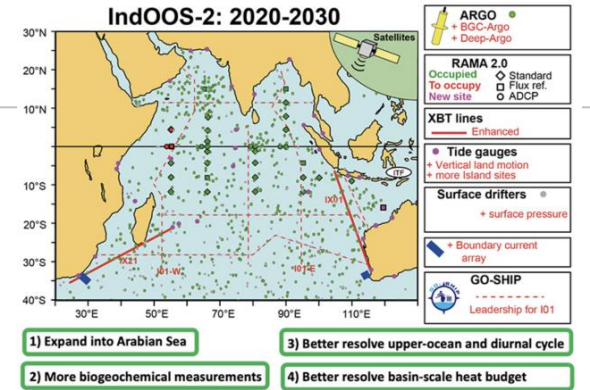 IndOOS-2: 2020-2030
Satellites
30°N
20°N
10°N
0°
10°S
20°S
30°S
40°S
30°E
50°E
70°E
90°E
110°E
IX01
IX21
I01-W
I01-E
ITF
ARGO
+ BGC-Argo
+ Deep-Argo
RAMA 2.0
Occupied
Standard
To occupy
Flux ref.
New site
ADCP
XBT lines
Enhanced
Tide gauges
+ Vertical land motion
+ more Island sites
Surface drifters
+ surface pressure
+ Boundary current
array
GO-SHIP
Leadership for I01
1) Expand into Arabian Sea
3) Better resolve upper-ocean and diurnal cycle
2) More biogeochemical measurements
4) Better resolve basin-scale heat budget